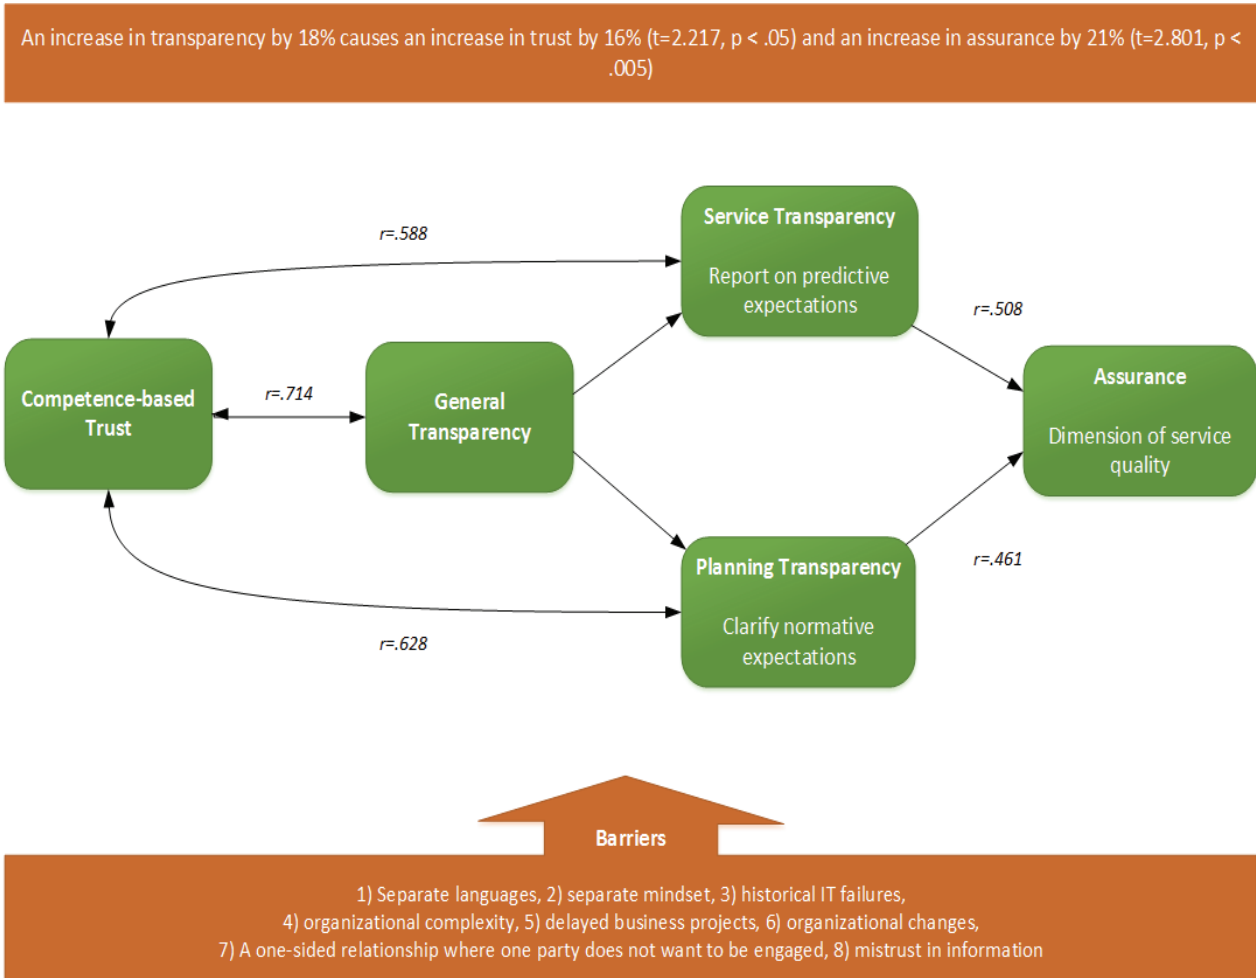 An increase in transparency by 18% causes an increase in trust by 16% (t=2.217, p < .05) and an increase in assurance by 21% (t=2.801, p <
.005)
Service Transparency
Report on predictive
expectations
r=.588
r=.508
Competence-based
Trust
r=.714
General
Transparency
Assurance
Dimension of service
quality
Planning Transparency
Clarify normative
expectations
r=.461
r=.628
Barriers
1) Separate languages, 2) separate mindset, 3) historical IT failures,
4) organizational complexity, 5) delayed business projects, 6) organizational changes,
7) A one-sided relationship where one party does not want to be engaged, 8) mistrust in information